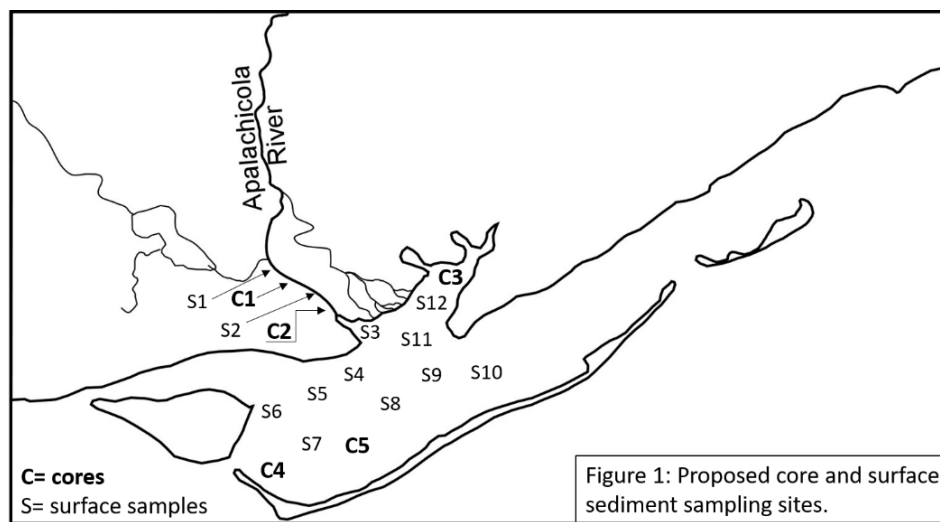 Apalachicola
River
C3
S1
C1
S12
S2
C2
S3
S11
S4
S9
S10
S5
S8
S6
S7
C5
C4
C= cores
S= surface samples
Figure 1: Proposed core and surface
sediment sampling sites.